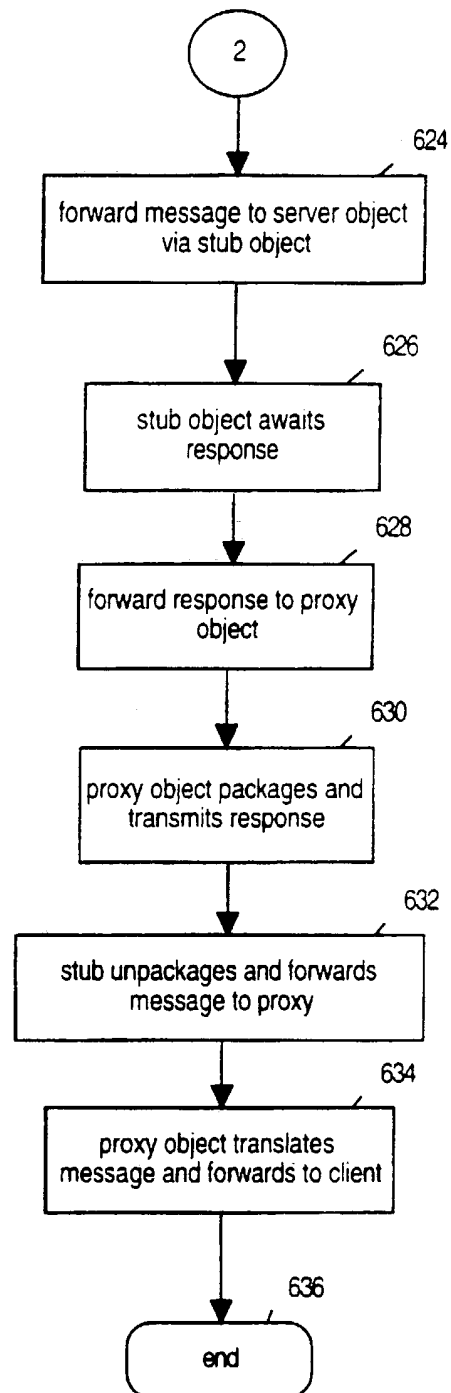 2
624
forward message to server object
via stub object
626
stub object awaits
response
628
forward response to proxy
object
630
proxy object packages and
transmits response
632
stub unpackages and forwards
message to proxy
634
proxy object translates
message and forwards to client
636
end